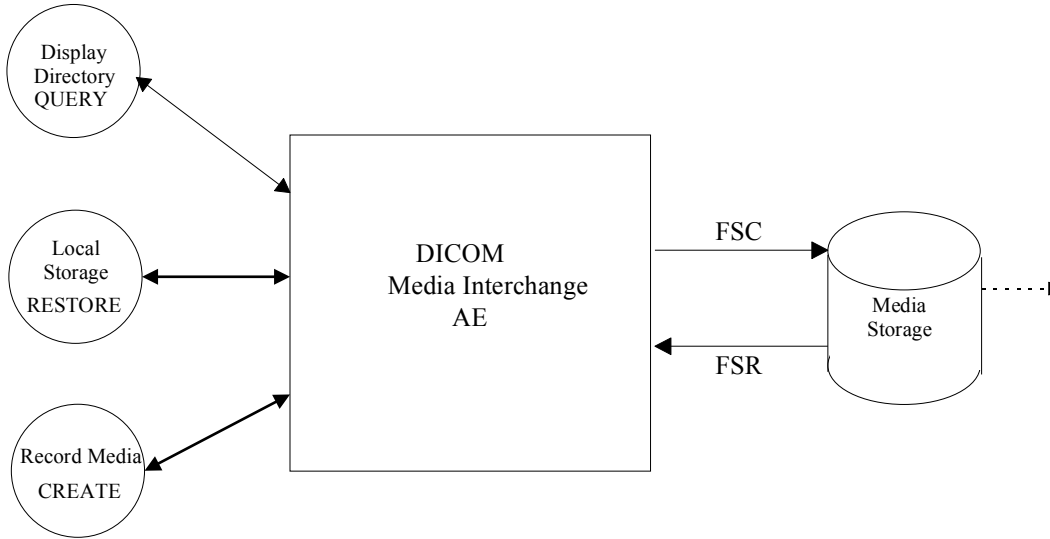 Display
Directory
QUERY
Local
Storage
RESTORE
Record Media
CREATE
DICOM
Media Interchange
AE
FSC
FSR
Media
Storage